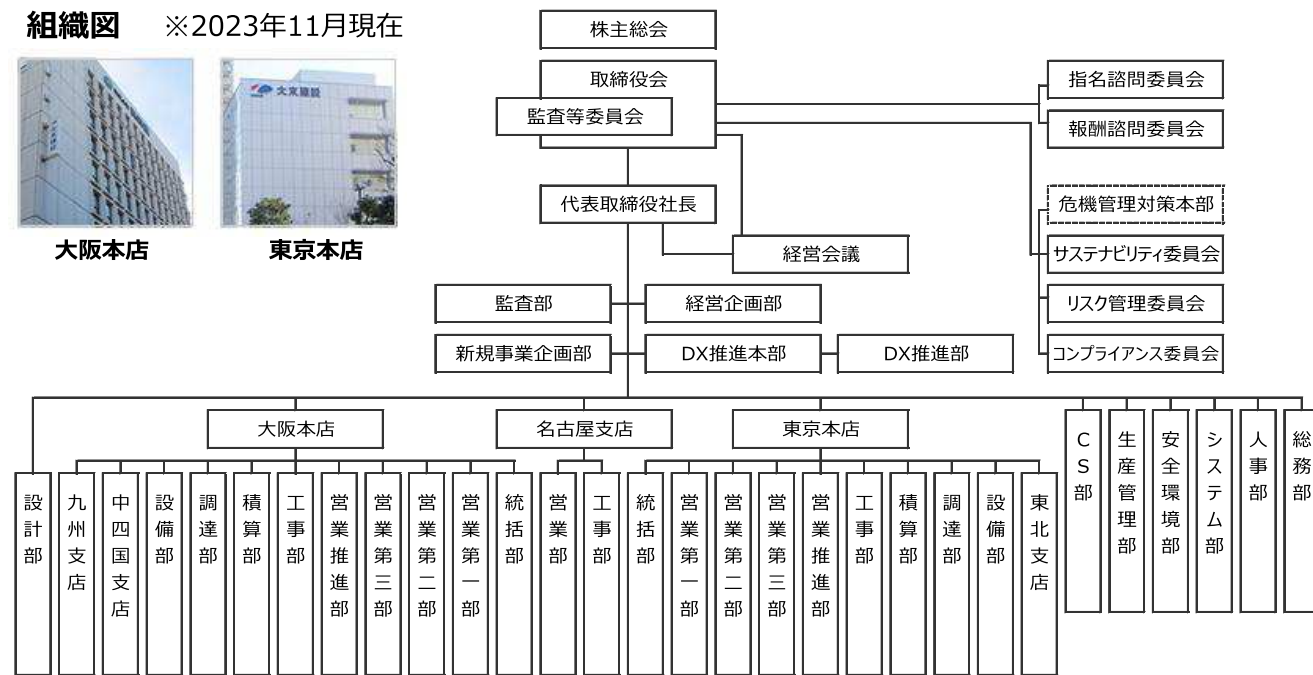 組織図 ※2023年11月現在
大末建設
大阪本店
東京本店
株主総会
取締役会
監査等委員会
指名諮問委員会
報酬諮問委員会
代表取締役社長
危機管理対策本部
経営会議
サステナビリティ委員会
監査部
経営企画部
リスク管理委員会
新規事業企画部
DX推進本部
DX推進部
コンプライアンス委員会
大阪本店
名古屋支店
東京本店
CS部
生産管理部
安全環境部
システム部
人事部
総務部
設計部
九州支店
中四国支店
設備部
調達部
積算部
工事部
営業推進部
営業第三部
営業第二部
営業第一部
統括部
営業部
工事部
統括部
営業第一部
営業第二部
営業第三部
営業推進部
工事部
積算部
調達部
設備部
東北支店